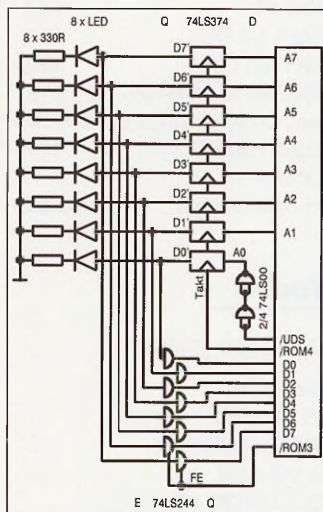 8 x LED Q 74LS374 D
8 x 330R
D7' A7
D6' A6
D5' A5
D4' A4
D3' A3
D2' A2
D1' A1
D0' A0
Takt
2/4 74LS00
/UDS
/ROM4
D0
D1
D2
D3
D4
D5
D6
D7
/ROM3
FE
E 74LS244 Q